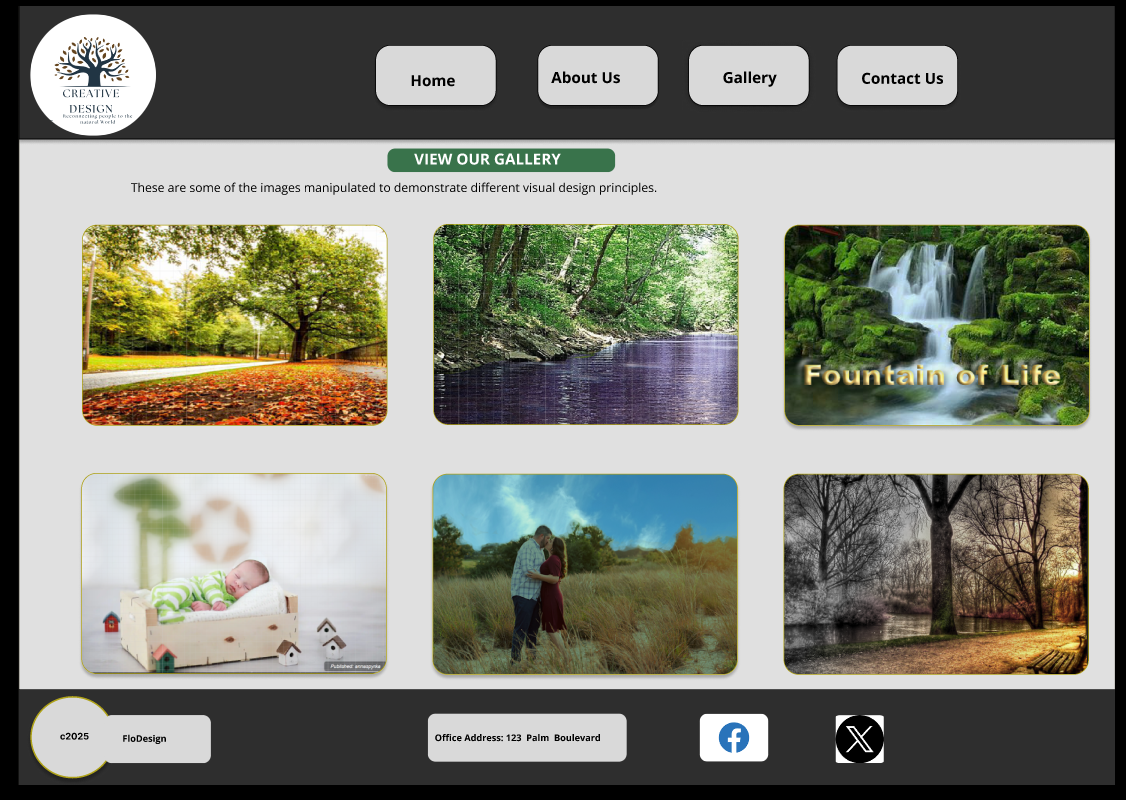 CREATIVE
DESIGN
Reconnecting people to the
natural World
Home
About Us
Gallery
Contact Us
VIEW OUR GALLERY
These are some of the images manipulated to demonstrate different visual design principles.
Fountain of Life
Published: annaspynka
c2025
FloDesign
Office Address: 123 Palm Boulevard